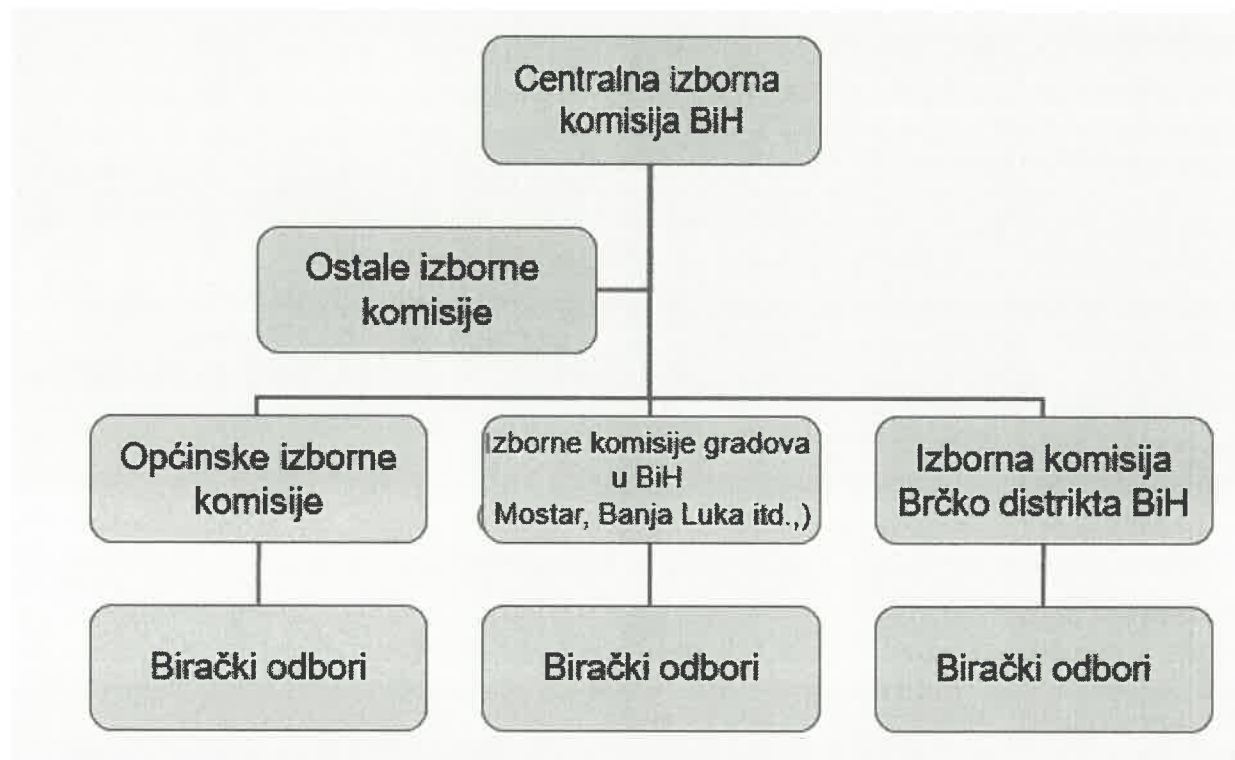 Centralna izborna
komisija BiH
Ostale izborne
komisije
Općinske izborne
komisije
Izborne komisije gradova
u BiH
( Mostar, Banja Luka itd.,)
Izborna komisija
Brčko distrikta BiH
Birački odbori
Birački odbori
Birački odbori